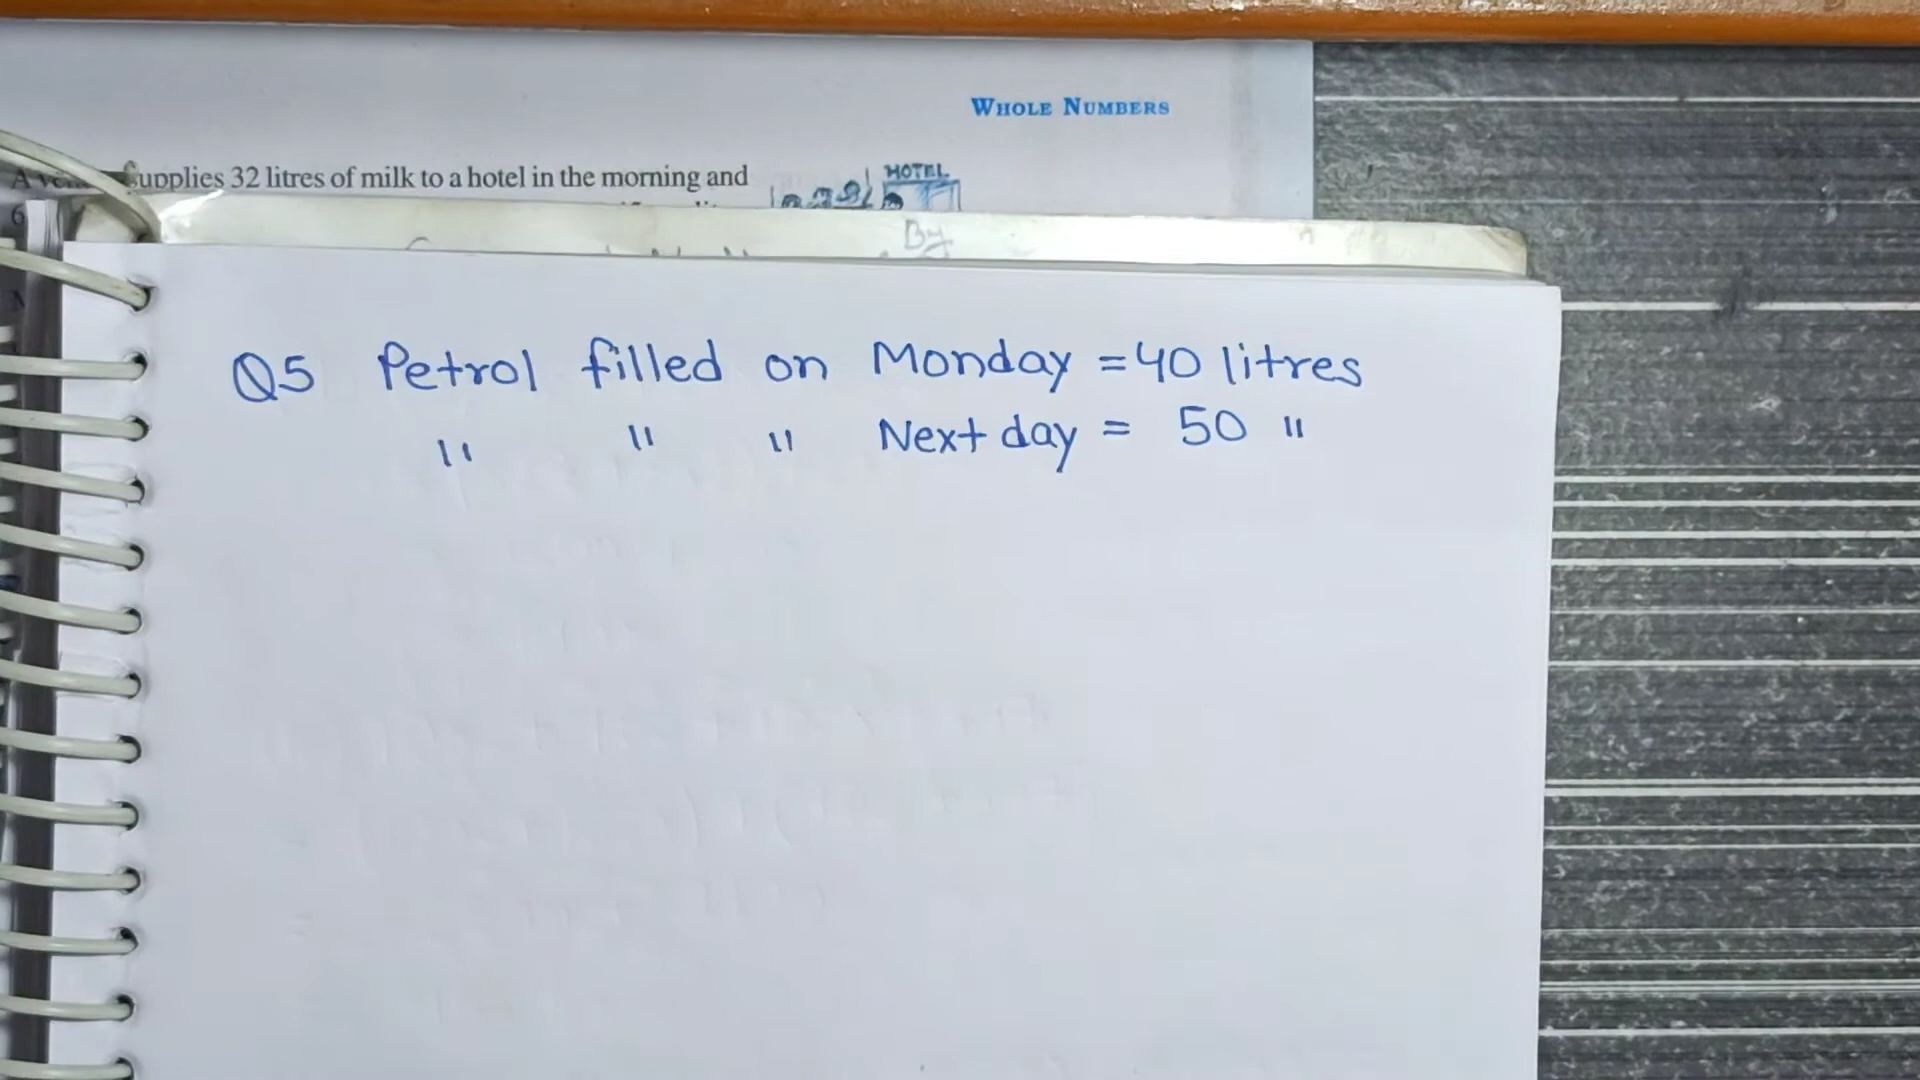 WHOLE NUMBERS
supplies 32 litres of milk to a hotel in the morning and
HOTEL
By
Q5 Petrol filled on Monday = 40 litres
" " " Next day = 50 "